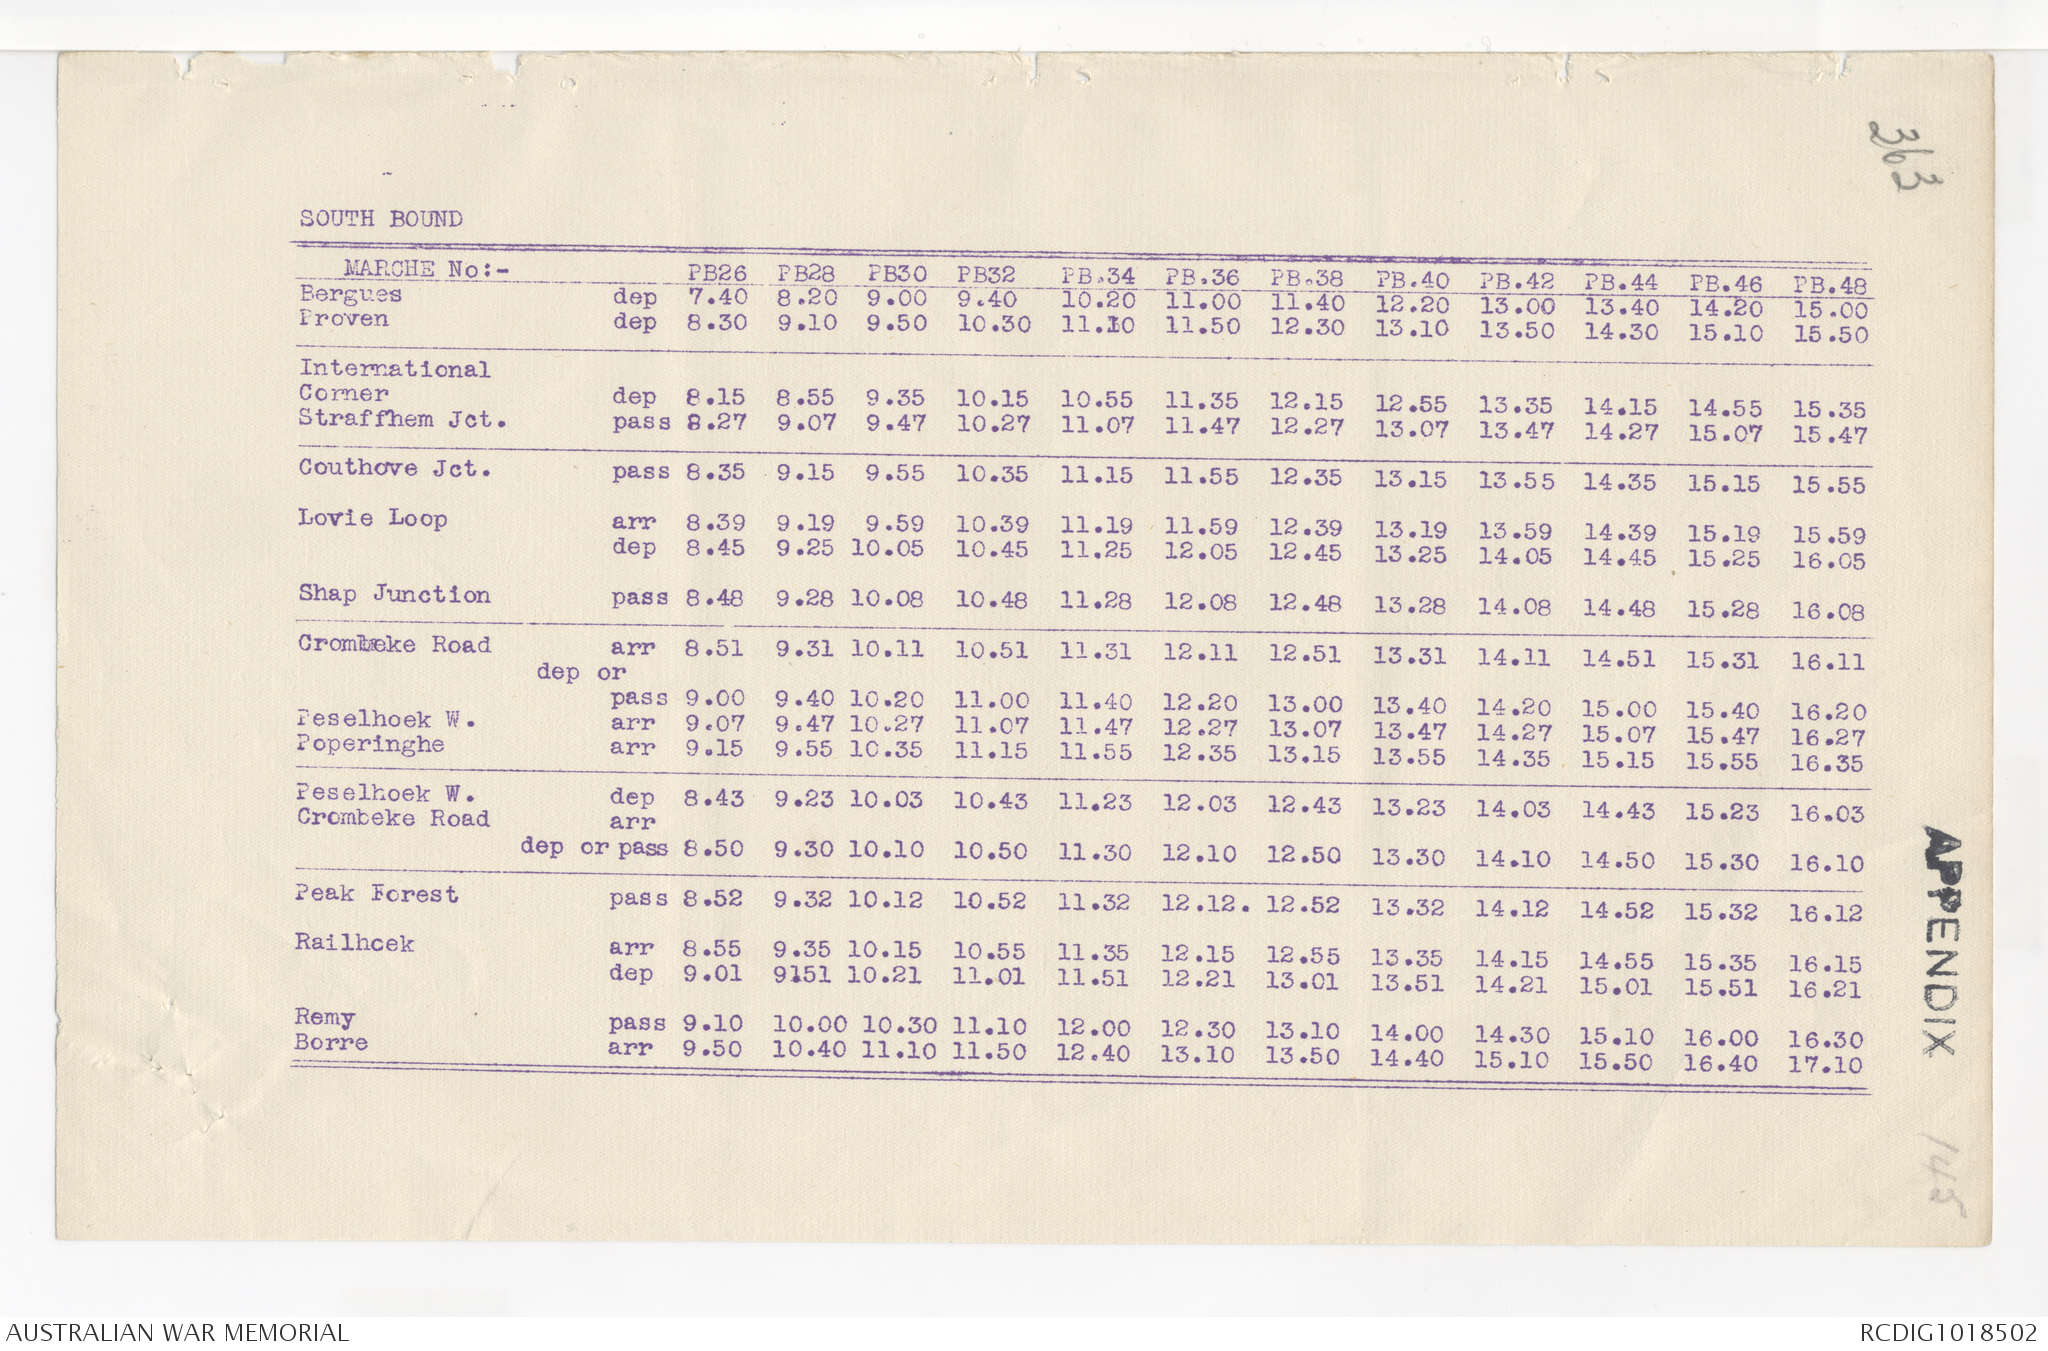 363
SOUTH BOUND
MARCHE No:- PB26 PB28 PB30 PB32 PB.34 PB.36 PB.38 PB.40 PB.42 PB.44 PB.46 PB.48
Bergues dep 7.40 8.20 9.00 9.40 10.20 11.00 11.40 12.20 13.00 13.40 14.20 15.00
Proven dep 8.30 9.10 9.50 10.30 11.10 11.50 12.30 13.10 13.50 14.30 15.10 15.50
International
Corner dep 8.15 8.55 9.35 10.15 10.55 11.35 12.15 12.55 13.35 14.15 14.55 15.35
Straffhem Jct. pass 8.27 9.07 9.47 10.27 11.07 11.47 12.27 13.07 13.47 14.27 15.07 15.47
Couthove Jct. pass 8.35 9.15 9.55 10.35 11.15 11.55 12.35 13.15 13.55 14.35 15.15 15.55
Lovie Loop arr 8.39 9.19 9.59 10.39 11.19 11.59 12.39 13.19 13.59 14.39 15.19 15.59
dep 8.45 9.25 10.05 10.45 11.25 12.05 12.45 13.25 14.05 14.45 15.25 16.05
Shap Junction pass 8.48 9.28 10.08 10.48 11.28 12.08 12.48 13.28 14.08 14.48 15.28 16.08
Crombeke Road arr 8.51 9.31 10.11 10.51 11.31 12.11 12.51 13.31 14.11 14.51 15.31 16.11
dep or
pass 9.00 9.40 10.20 11.00 11.40 12.20 13.00 13.40 14.20 15.00 15.40 16.20
Peselhoek W. arr 9.07 9.47 10.27 11.07 11.47 12.27 13.07 13.47 14.27 15.07 15.47 16.27
Poperinghe arr 9.15 9.55 10.35 11.15 11.55 12.35 13.15 13.55 14.35 15.15 15.55 16.35
Peselhoek W. dep 8.43 9.23 10.03 10.43 11.23 12.03 12.43 13.23 14.03 14.43 15.23 16.03
Crombeke Road arr
dep or pass 8.50 9.30 10.10 10.50 11.30 12.10 12.50 13.30 14.10 14.50 15.30 16.10
Peak Forest pass 8.52 9.32 10.12 10.52 11.32 12.12. 12.52 13.32 14.12 14.52 15.32 16.12
Railhoek arr 8.55 9.35 10.15 10.55 11.35 12.15 12.55 13.35 14.15 14.55 15.35 16.15
dep 9.01 9151 10.21 11.01 11.51 12.21 13.01 13.51 14.21 15.01 15.51 16.21
Remy pass 9.10 10.00 10.30 11.10 12.00 12.30 13.10 14.00 14.30 15.10 16.00 16.30
Borre arr 9.50 10.40 11.10 11.50 12.40 13.10 13.50 14.40 15.10 15.50 16.40 17.10
APPENDIX
145
AUSTRALIAN WAR MEMORIAL
RCDIG1018502